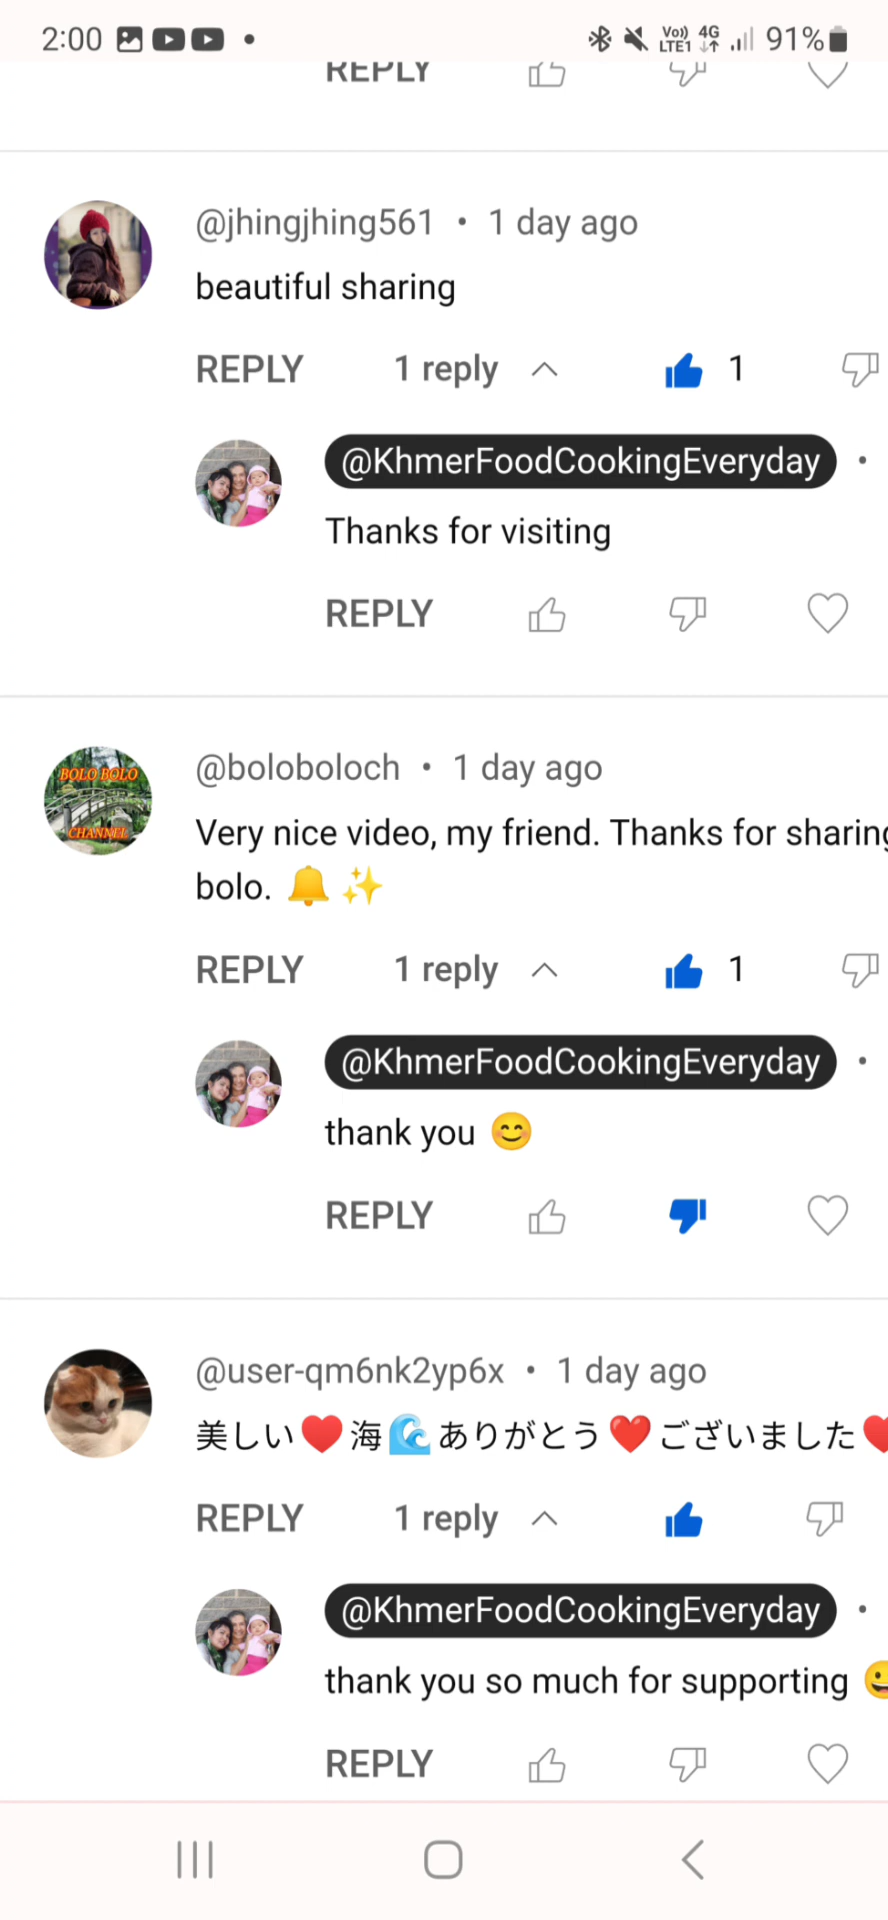 2:00 Vo)) LTE1 4G 91%
REPLY
@jhingjhing561 • 1 day ago
beautiful sharing
REPLY 1 reply 1
@KhmerFoodCookingEveryday •
Thanks for visiting
REPLY
BOLO BOLO
CHANNEL
@boloboloch • 1 day ago
Very nice video, my friend. Thanks for sharing
bolo. 🔔 ✨
REPLY 1 reply 1
@KhmerFoodCookingEveryday •
thank you 😊
REPLY
@user-qm6nk2yp6x • 1 day ago
美しい❤️海🌊ありがとう❤️ございました❤️
REPLY 1 reply
@KhmerFoodCookingEveryday •
thank you so much for supporting 😀
REPLY